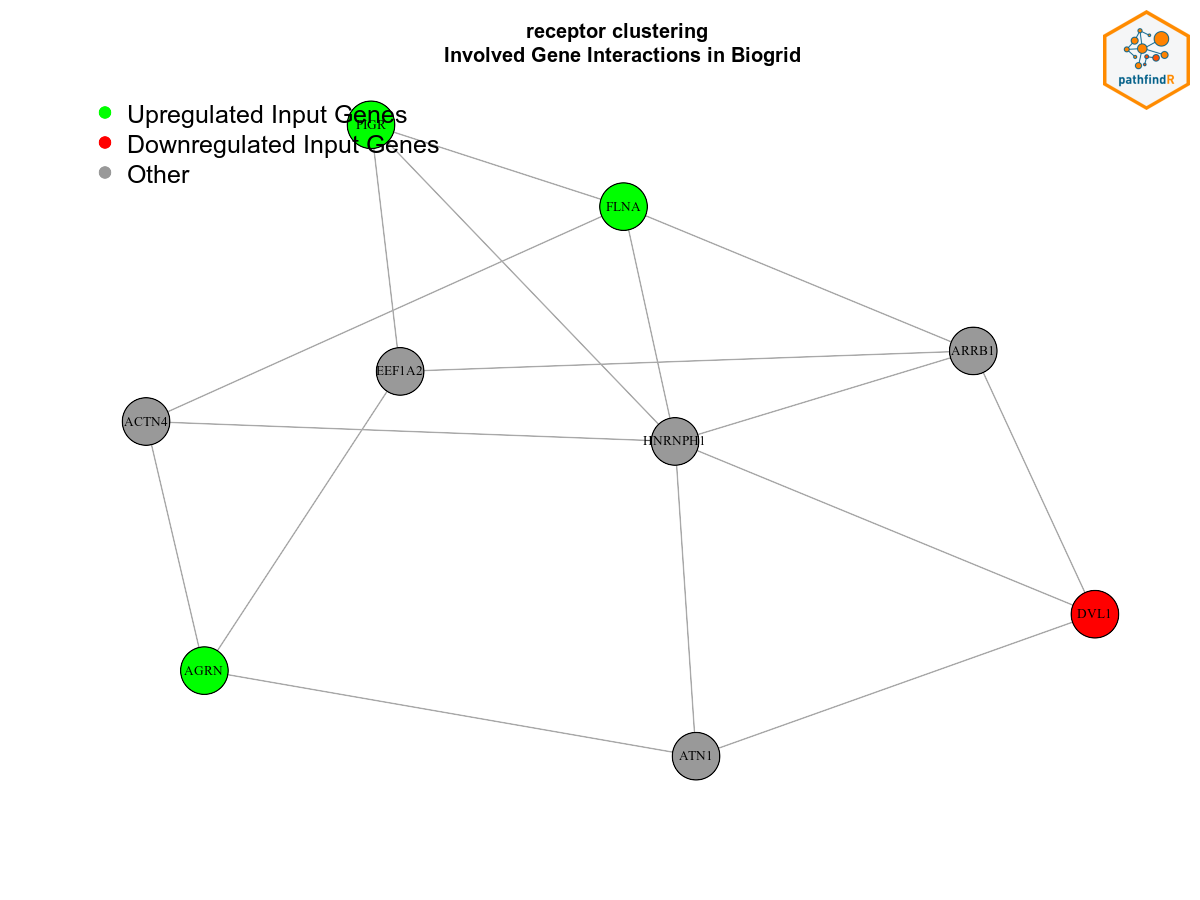 receptor clustering
Involved Gene Interactions in Biogrid
pathfindR
Upregulated Input Genes
Downregulated Input Genes
Other
PIGR
FLNA
ARRB1
EEF1A2
ACTN4
HNRNPH1
DVL1
AGRN
ATN1